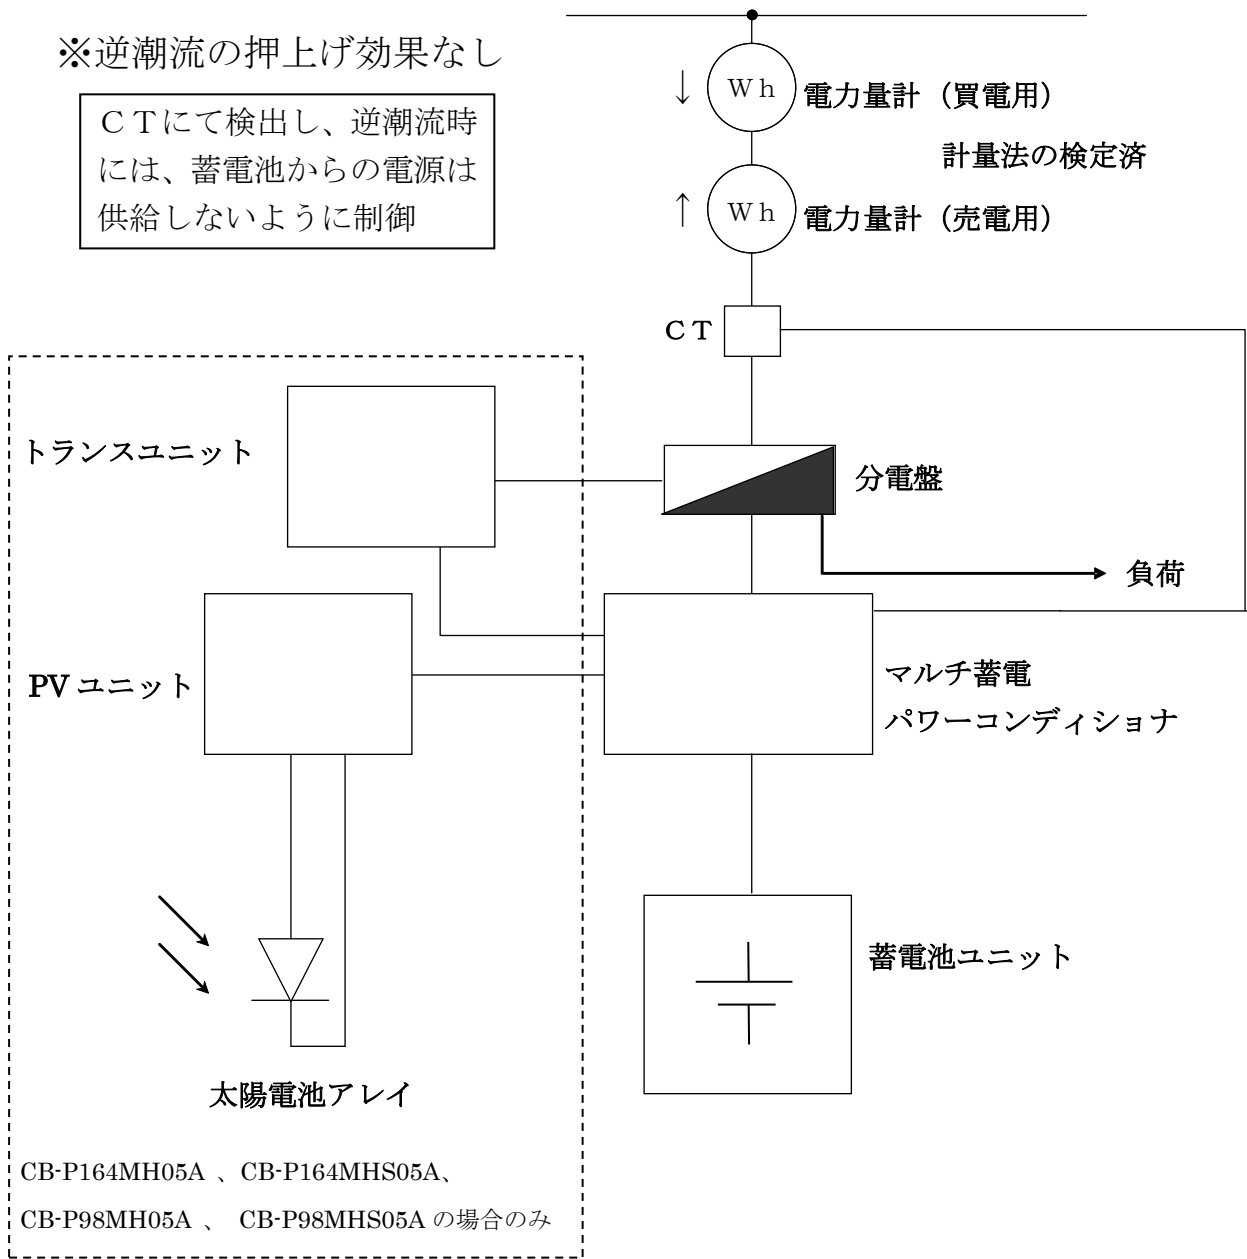 ※逆潮流の押上げ効果なし
ＣＴにて検出し、逆潮流時
には、蓄電池からの電源は
供給しないように制御
↓ Ｗｈ 電力量計（買電用）
計量法の検定済
↑ Ｗｈ 電力量計（売電用）
ＣＴ
トランスユニット
分電盤
負荷
PVユニット
マルチ蓄電
パワーコンディショナ
蓄電池ユニット
太陽電池アレイ
CB-P164MH05A 、CB-P164MHS05A、
CB-P98MH05A 、 CB-P98MHS05A の場合のみ